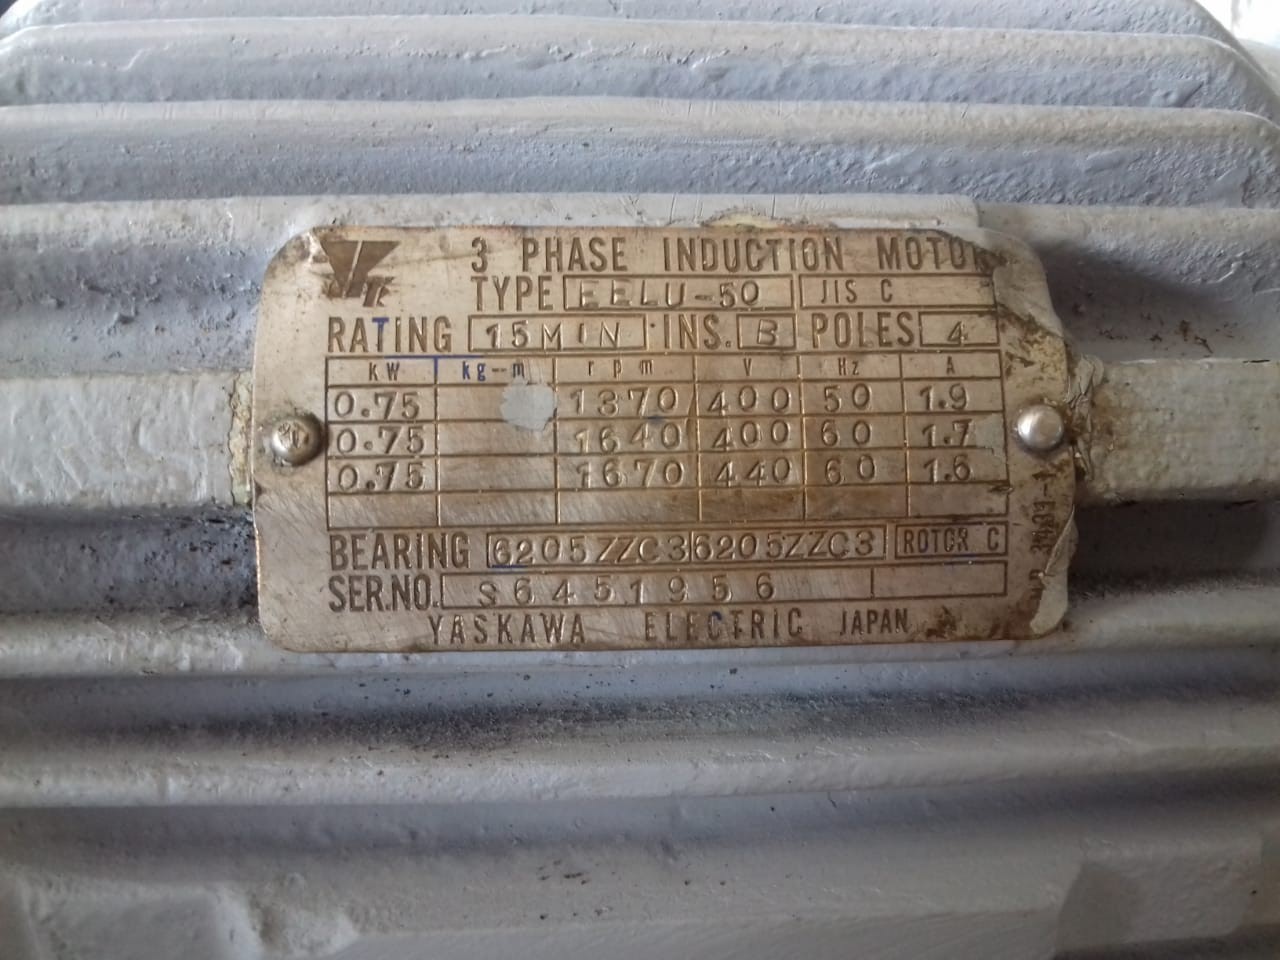 3 PHASE INDUCTION MOTOR
TYPE EELU-50 JIS C
RATING 15MIN INS. B POLES 4
KW kg-m rpm V Hz A
0.75 1370 400 50 1.9
0.75 1640 400 60 1.7
0.75 1670 440 60 1.6
BEARING 6205ZZC3 6205ZZC3 ROTOR C
SER.NO. S6451956
YASKAWA ELECTRIC JAPAN